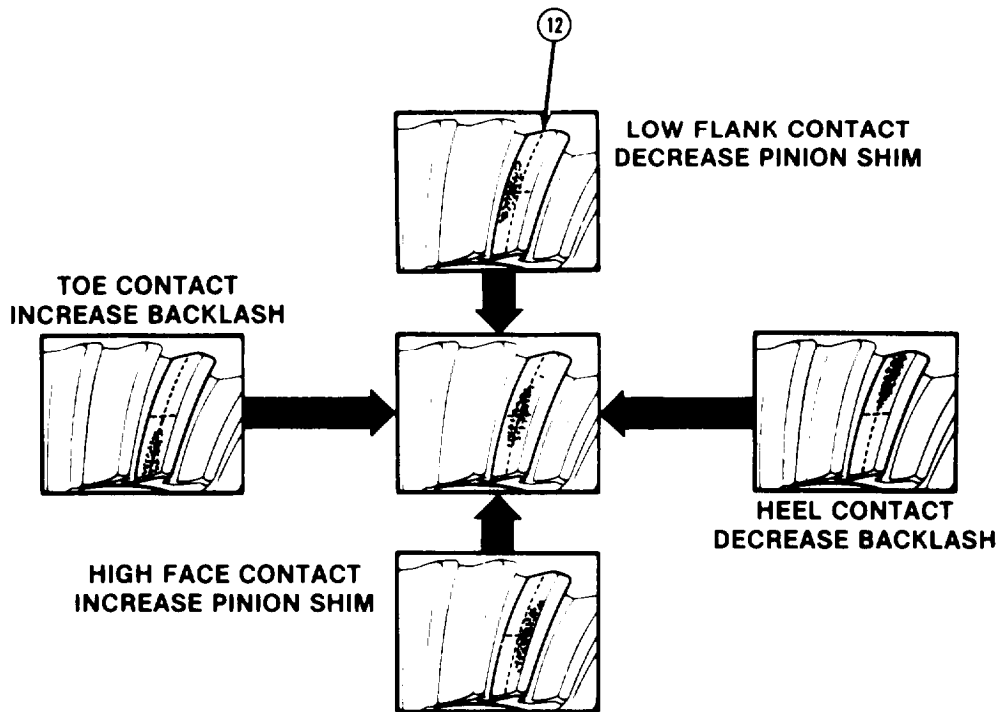 12
LOW FLANK CONTACT
DECREASE PINION SHIM
TOE CONTACT
INCREASE BACKLASH
HEEL CONTACT
DECREASE BACKLASH
HIGH FACE CONTACT
INCREASE PINION SHIM